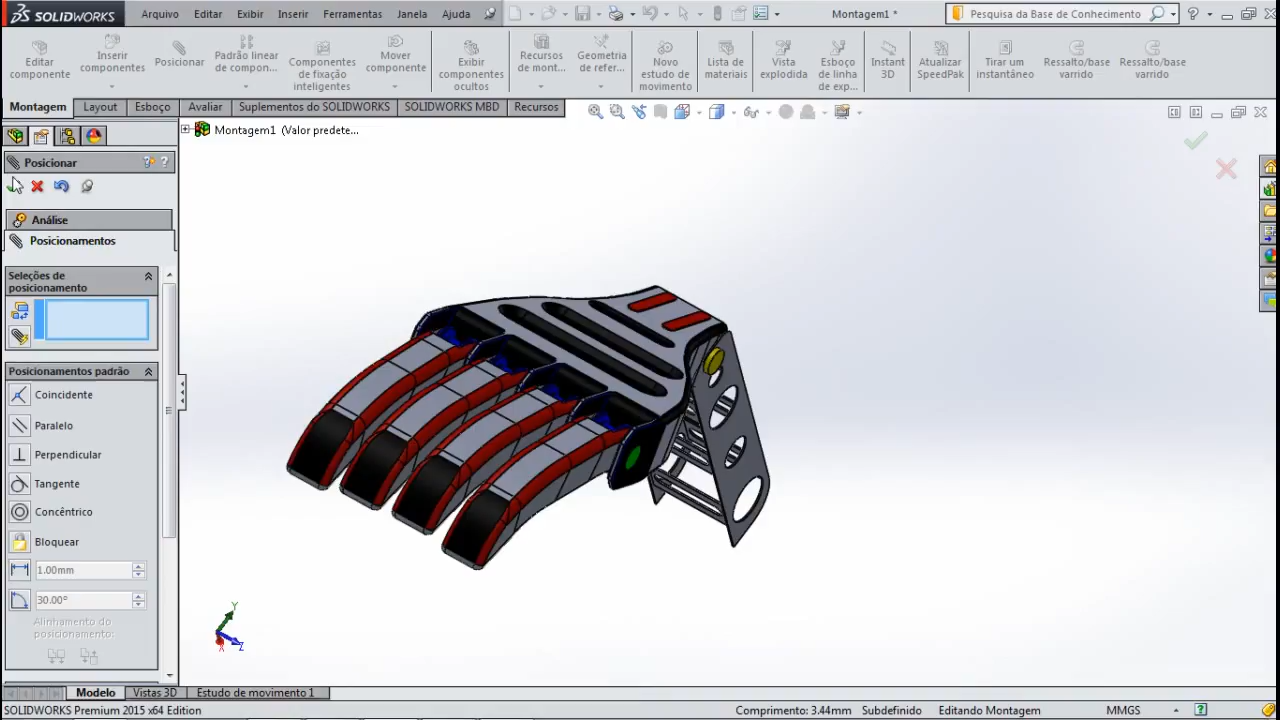 SOLIDWORKS
Arquivo Editar Exibir Inserir Ferramentas Janela Ajuda
Montagem1 *
Pesquisa da Base de Conhecimento
Editar componente
Inserir componentes
Posicionar
Padrão linear de compon...
Componentes de fixação inteligentes
Mover componente
Exibir componentes ocultos
Recursos de mont...
Geometria de refer...
Novo estudo de movimento
Lista de materiais
Vista explodida
Esboço de linha de exp...
Instant 3D
Atualizar SpeedPak
Tirar um instantâneo
Ressalto/base varrido
Ressalto/base varrido
Montagem Layout Esboço Avaliar Suplementos do SOLIDWORKS SOLIDWORKS MBD Recursos
Montagem1 (Valor predete...
Posicionar
Análise
Posicionamentos
Seleções de
posicionamento
Posicionamentos padrão
Coincidente
Paralelo
Perpendicular
Tangente
Concêntrico
Bloquear
1.00mm
30.00°
Alinhamento do
posicionamento:
Y
X
Z
Modelo Vistas 3D Estudo de movimento 1
SOLIDWORKS Premium 2015 x64 Edition
Comprimento: 3.44mm Subdefinido Editando Montagem MMGS